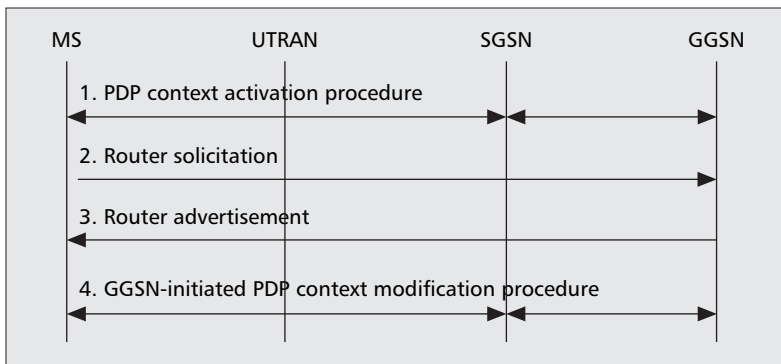 MS UTRAN SGSN GGSN
1. PDP context activation procedure
2. Router solicitation
3. Router advertisement
4. GGSN-initiated PDP context modification procedure